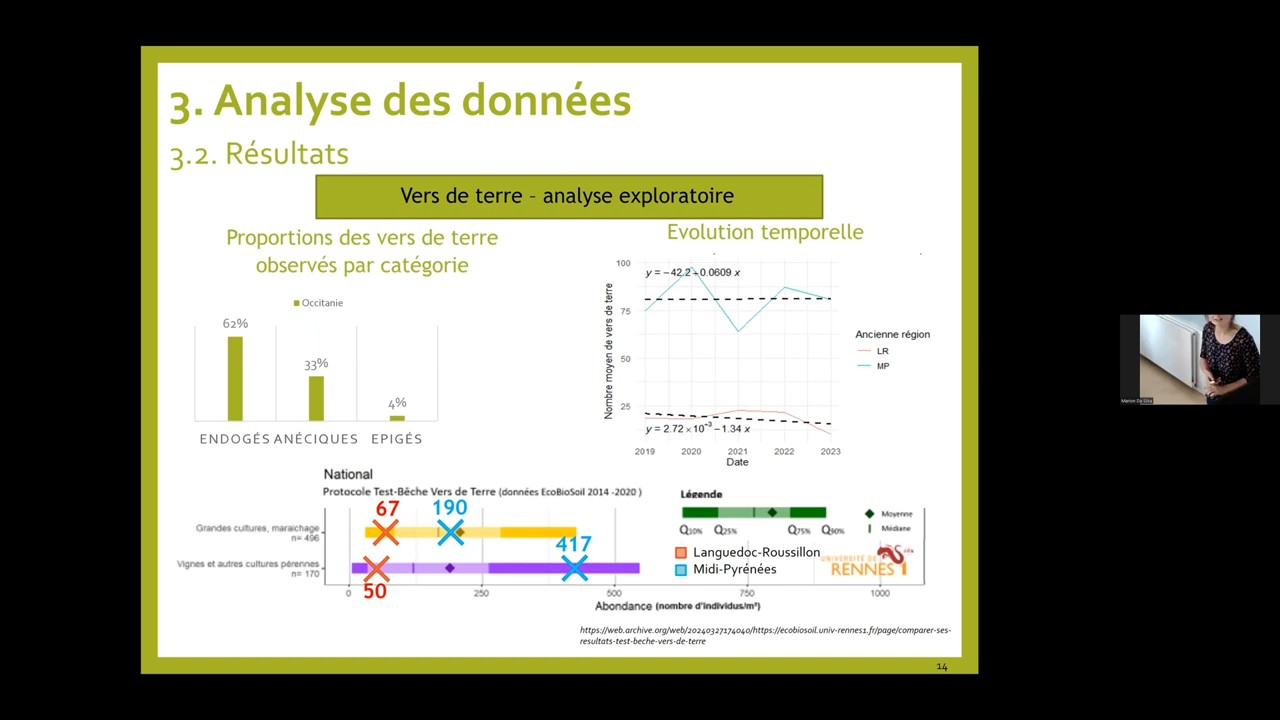 3. Analyse des données
3.2. Résultats
Vers de terre - analyse exploratoire
Proportions des vers de terre
observés par catégorie
Occitanie
62%
33%
4%
ENDOGÉS ANÉCIQUES EPIGÉS
Evolution temporelle
Nombre moyen de vers de terre
100
75
50
25
y = −42.2+0.0609 x
y = 2.72 × 10⁻³ −1.34 x
2019 2020 2021 2022 2023
Date
Ancienne région
LR
MP
National
Protocole Test-Bêche Vers de Terre (données EcoBioSoil 2014 -2020 )
67 190
Grandes cultures, maraichage
n= 496
417
Vignes et autres cultures pérennes
n= 170
50
0 250 500 750 1000
Abondance (nombre d'individus/m²)
Légende
Q10% Q25% Q75% Q90%
Moyenne
Médiane
Languedoc-Roussillon
Midi-Pyrénées
UNIVERSITÉ DE
RENNES 1
https://web.archive.org/web/20240327174040/https://ecobiosoil.univ-rennes1.fr/page/comparer-ses-
resultats-test-beche-vers-de-terre
14
Marion Da Silva